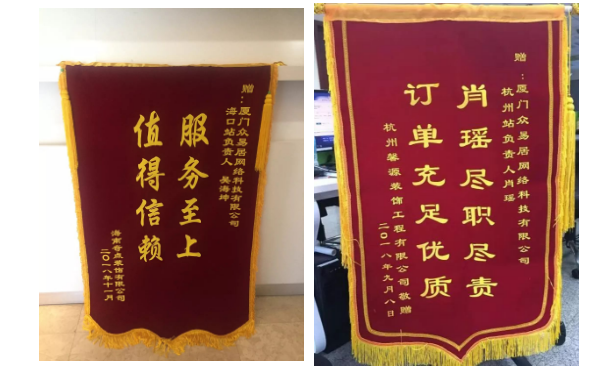 赠：厦门众易居网络科技有限公司
海口站负责人 吴海坤
服务至上
值得信赖
海南奇点装饰有限公司
二〇一八年十一月
赠：厦门众易居网络科技有限公司
杭州站负责人肖瑶
肖瑶尽职尽责
订单充足优质
杭州馨源装饰工程有限公司敬赠
二〇一八年九月八日